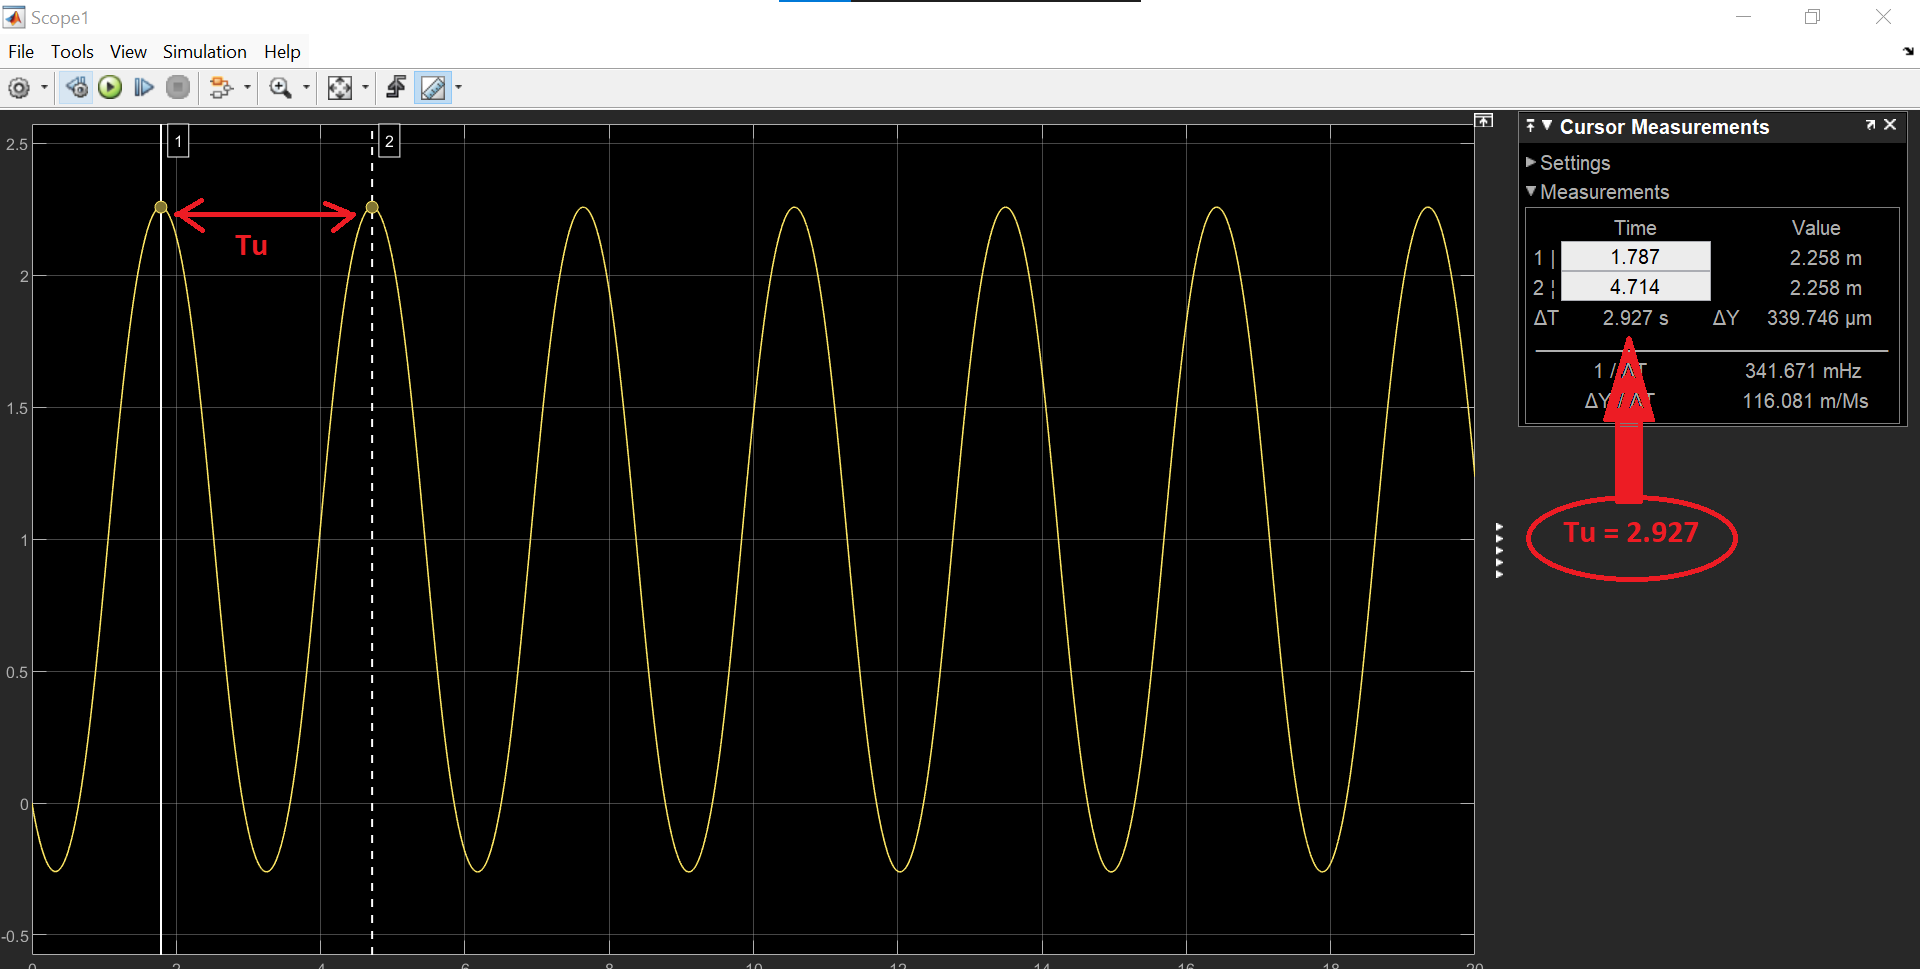 Scope1
File Tools View Simulation Help
2.5
2
1.5
1
0.5
0
-0.5
0 2 4 6 8 10 12 14 16 18 20
1 2
Tu
Cursor Measurements
Settings
Measurements
Time Value
1 | 1.787 2.258 m
2 ¦ 4.714 2.258 m
ΔT 2.927 s ΔY 339.746 µm
1 / ΔT 341.671 mHz
ΔY / ΔT 116.081 m/Ms
Tu = 2.927